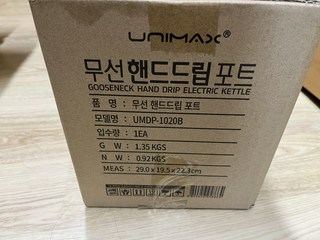 UNIMAX®
무선핸드드립포트
GOOSENECK HAND DRIP ELECTRIC KETTLE
품 명 : 무선 핸드드립 포트
모델명 : UMDP-1020B
입수량 : 1EA
G W : 1.35 KGS
N W : 0.92 KGS
MEAS : 29.0 x 19.5 x 22.3cm